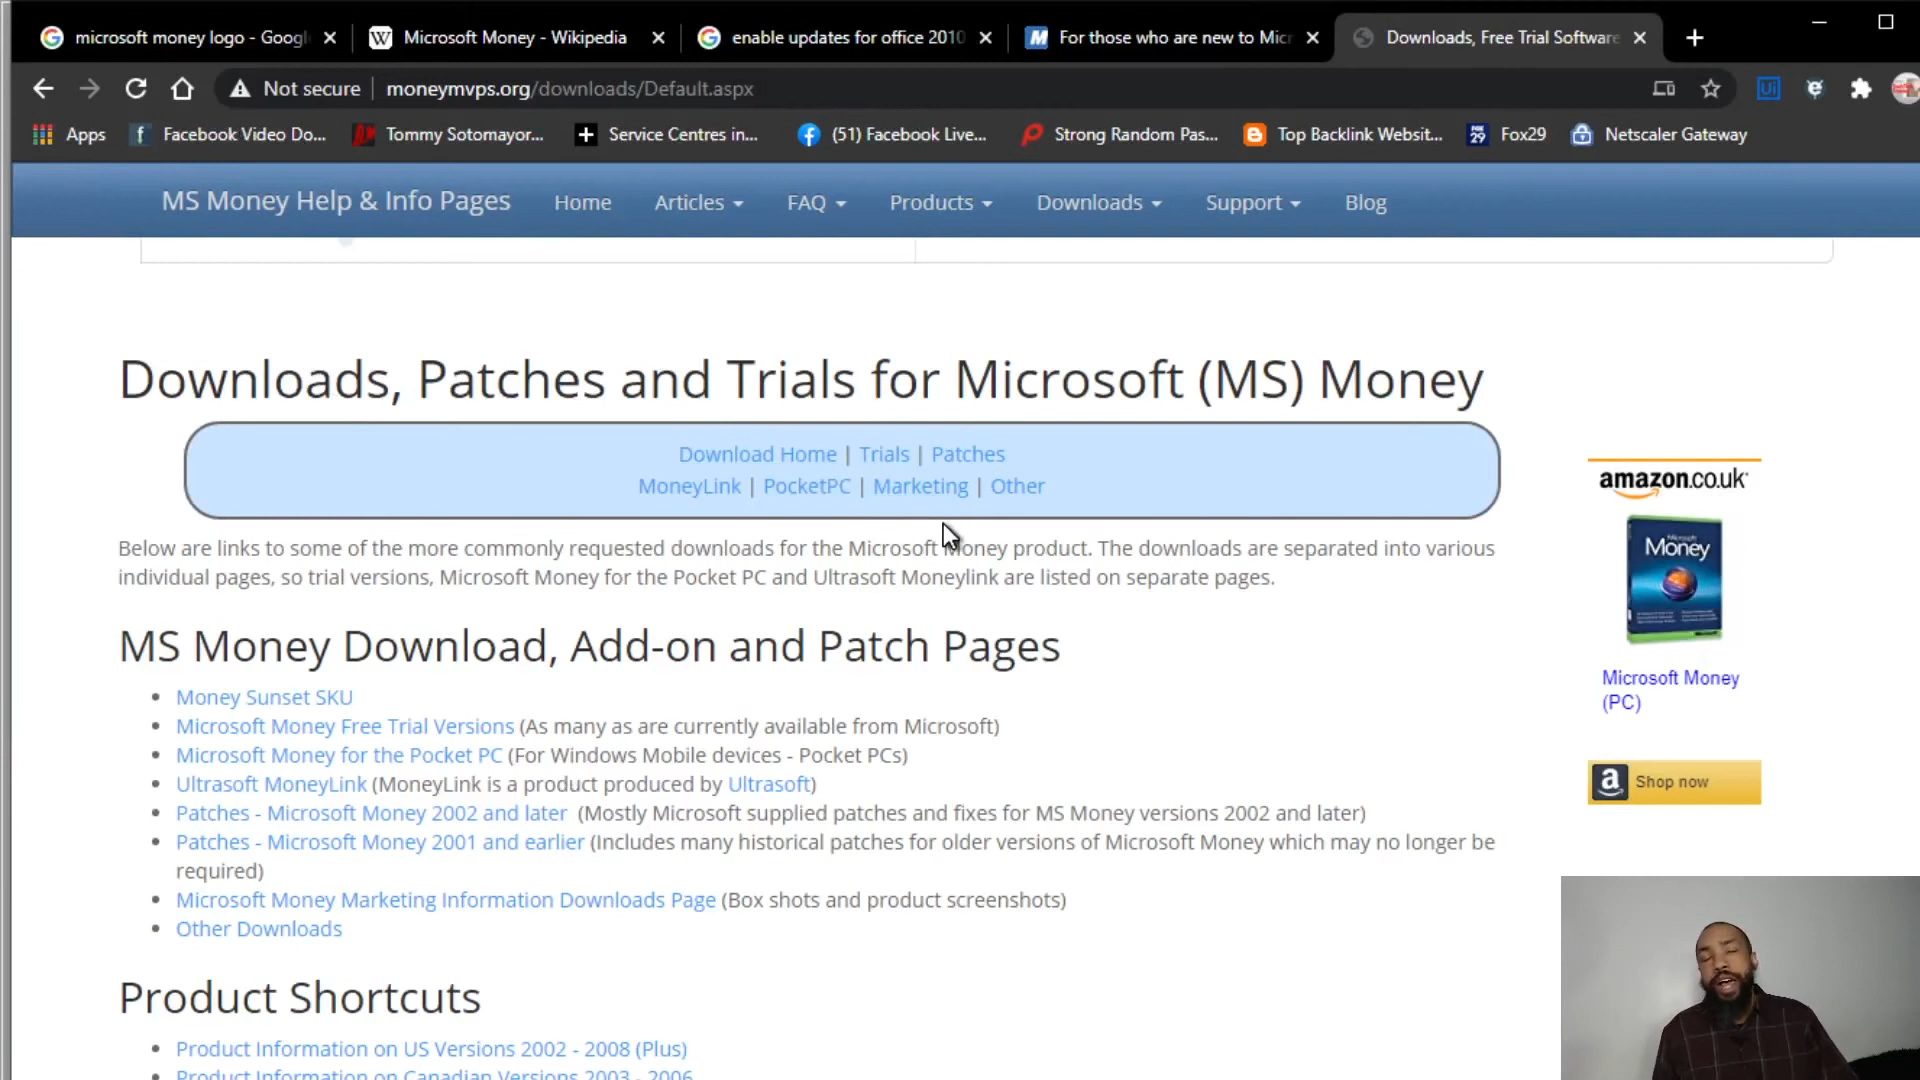 microsoft money logo - Googl
Microsoft Money - Wikipedia
enable updates for office 2010
For those who are new to Micr
Downloads, Free Trial Software
Not secure
moneymvps.org/downloads/Default.aspx
Apps
Facebook Video Do...
Tommy Sotomayor...
Service Centres in...
(51) Facebook Live...
Strong Random Pas...
Top Backlink Websit...
Fox29
Netscaler Gateway
MS Money Help & Info Pages
Home
Articles
FAQ
Products
Downloads
Support
Blog
Downloads, Patches and Trials for Microsoft (MS) Money
Download Home | Trials | Patches
MoneyLink | PocketPC | Marketing | Other
Below are links to some of the more commonly requested downloads for the Microsoft Money product. The downloads are separated into various
individual pages, so trial versions, Microsoft Money for the Pocket PC and Ultrasoft Moneylink are listed on separate pages.
MS Money Download, Add-on and Patch Pages
Money Sunset SKU
Microsoft Money Free Trial Versions (As many as are currently available from Microsoft)
Microsoft Money for the Pocket PC (For Windows Mobile devices - Pocket PCs)
Ultrasoft MoneyLink (MoneyLink is a product produced by Ultrasoft)
Patches - Microsoft Money 2002 and later (Mostly Microsoft supplied patches and fixes for MS Money versions 2002 and later)
Patches - Microsoft Money 2001 and earlier (Includes many historical patches for older versions of Microsoft Money which may no longer be
required)
Microsoft Money Marketing Information Downloads Page (Box shots and product screenshots)
Other Downloads
Product Shortcuts
Product Information on US Versions 2002 - 2008 (Plus)
Product Information on Canadian Versions 2003 - 2006
amazon.co.uk
Money
Microsoft Money
(PC)
Shop now